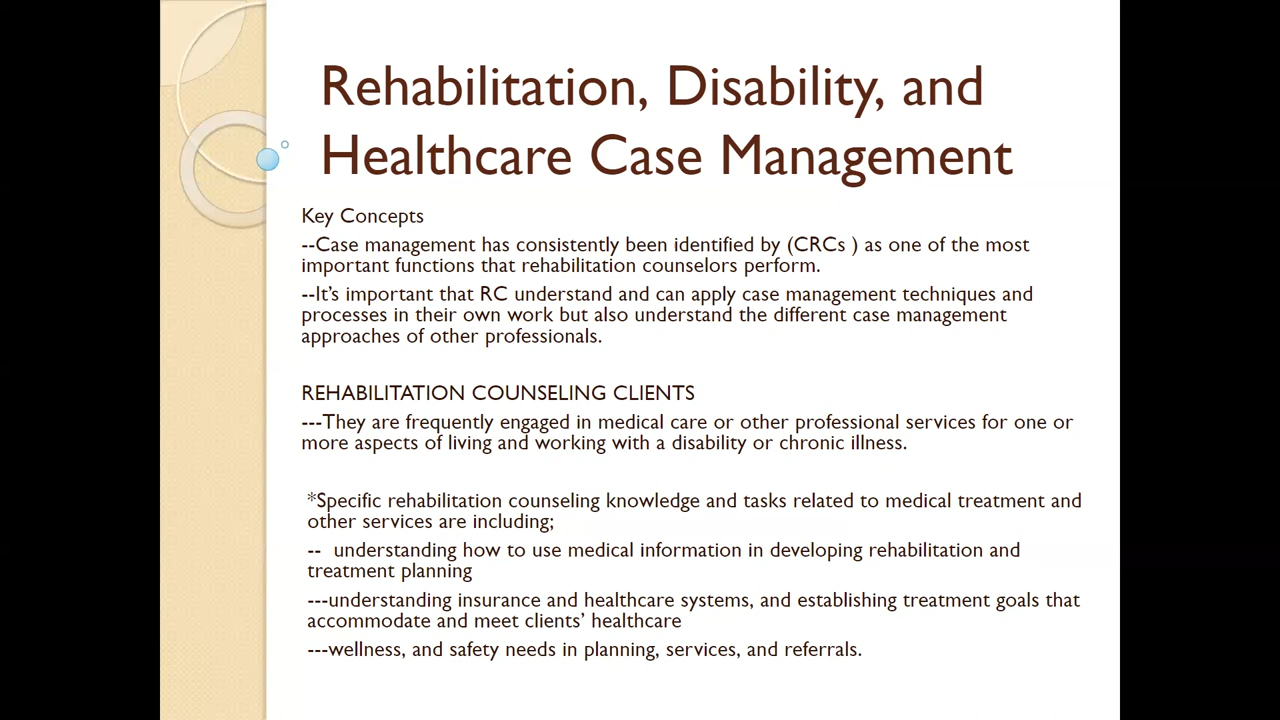 Rehabilitation, Disability, and
Healthcare Case Management
Key Concepts
--Case management has consistently been identified by (CRCs ) as one of the most
important functions that rehabilitation counselors perform.
--It’s important that RC understand and can apply case management techniques and
processes in their own work but also understand the different case management
approaches of other professionals.
REHABILITATION COUNSELING CLIENTS
---They are frequently engaged in medical care or other professional services for one or
more aspects of living and working with a disability or chronic illness.
*Specific rehabilitation counseling knowledge and tasks related to medical treatment and
other services are including;
-- understanding how to use medical information in developing rehabilitation and
treatment planning
---understanding insurance and healthcare systems, and establishing treatment goals that
accommodate and meet clients’ healthcare
---wellness, and safety needs in planning, services, and referrals.